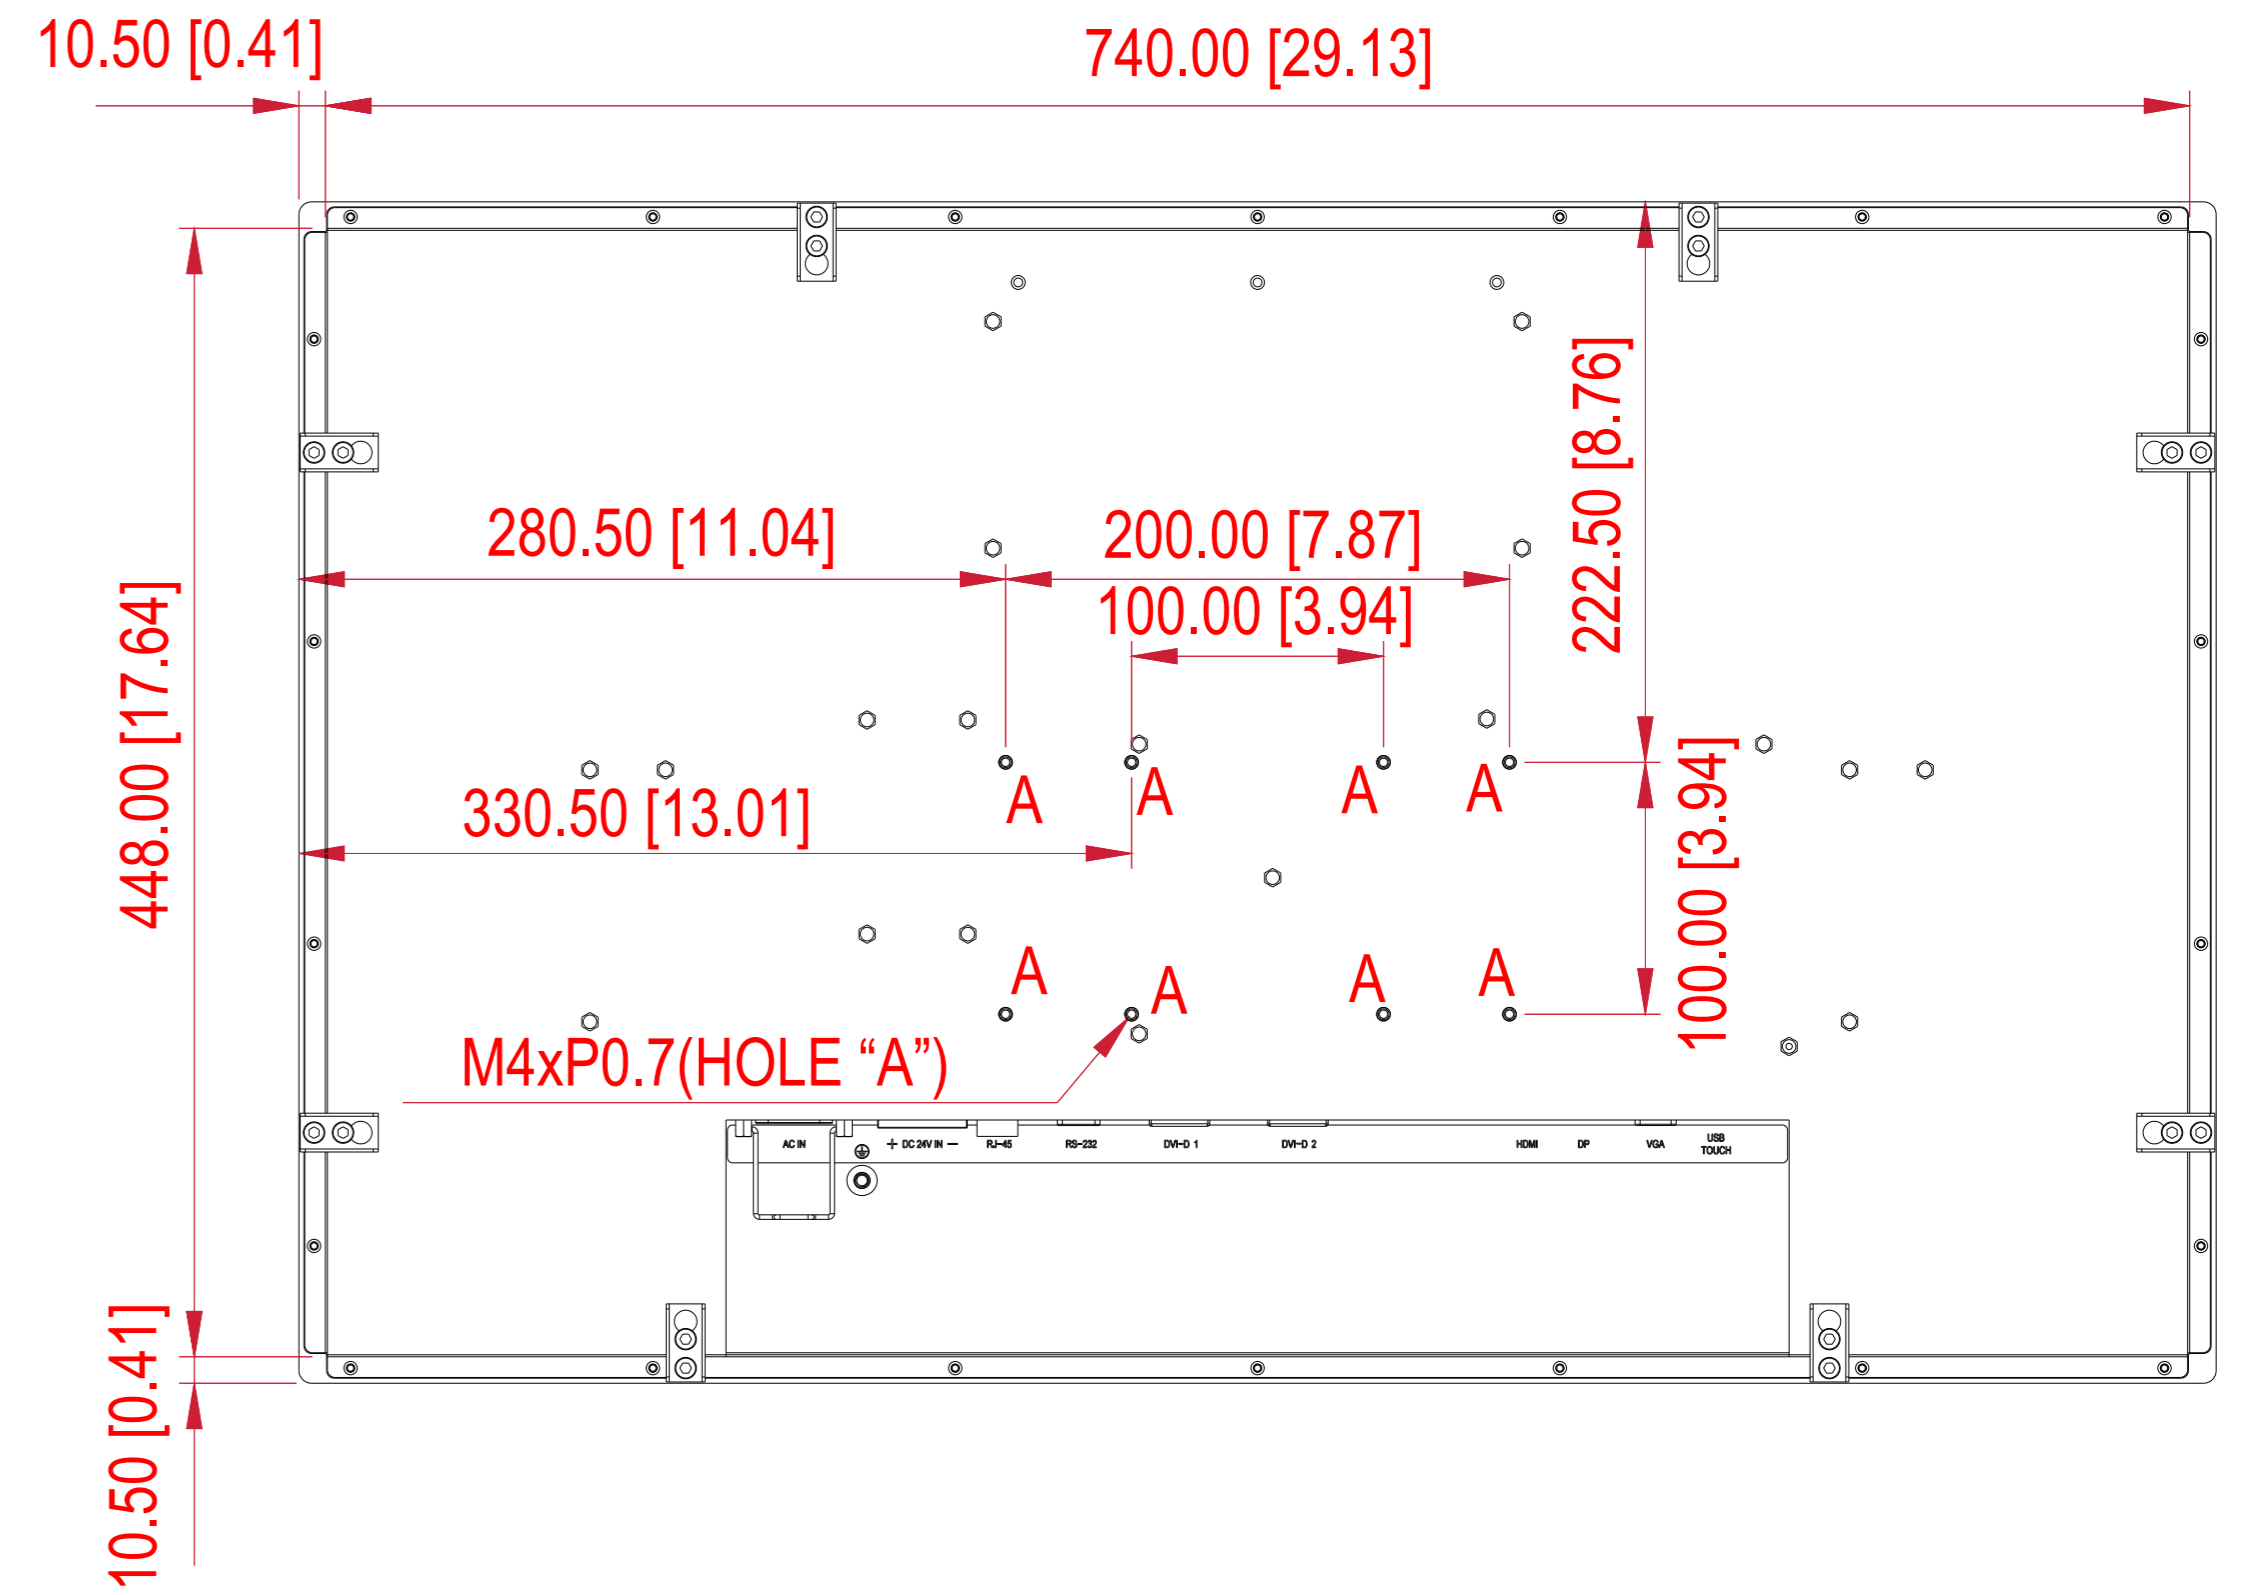 10.50 [0.41]
740.00 [29.13]
222.50 [8.76]
280.50 [11.04]
200.00 [7.87]
100.00 [3.94]
448.00 [17.64]
100.00 [3.94]
A
A
A
A
330.50 [13.01]
A
A
A
A
M4xP0.7(HOLE “A”)
AC IN
+ DC 24V IN −
RJ-45
RS-232
DVI-D 1
DVI-D 2
HDMI
DP
VGA
USB
TOUCH
10.50 [0.41]